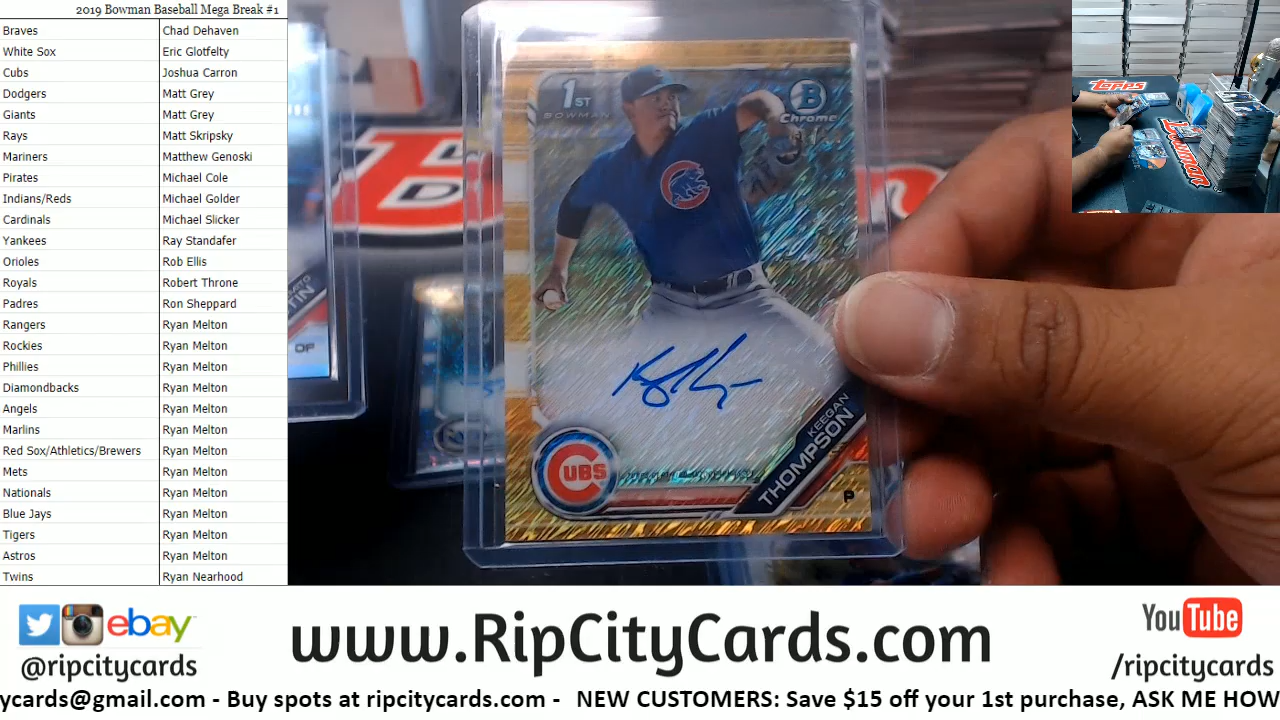 2019 Bowman Baseball Mega Break #1
Braves Chad Dehaven
White Sox Eric Glotfelty
Cubs Joshua Carron
Dodgers Matt Grey
Giants Matt Grey
Rays Matt Skripsky
Mariners Matthew Genoski
Pirates Michael Cole
Indians/Reds Michael Golder
Cardinals Michael Slicker
Yankees Ray Standafer
Orioles Rob Ellis
Royals Robert Throne
Padres Ron Sheppard
Rangers Ryan Melton
Rockies Ryan Melton
Phillies Ryan Melton
Diamondbacks Ryan Melton
Angels Ryan Melton
Marlins Ryan Melton
Red Sox/Athletics/Brewers Ryan Melton
Mets Ryan Melton
Nationals Ryan Melton
Blue Jays Ryan Melton
Tigers Ryan Melton
Astros Ryan Melton
Twins Ryan Nearhood
1ST
BOWMAN
B
Chrome
KEEGAN
THOMPSON
P
CUBS
OF
Topps
Bowman
ebay
@ripcitycards
www.RipCityCards.com
YouTube
/ripcitycards
ycards@gmail.com - Buy spots at ripcitycards.com - NEW CUSTOMERS: Save $15 off your 1st purchase, ASK ME HOW